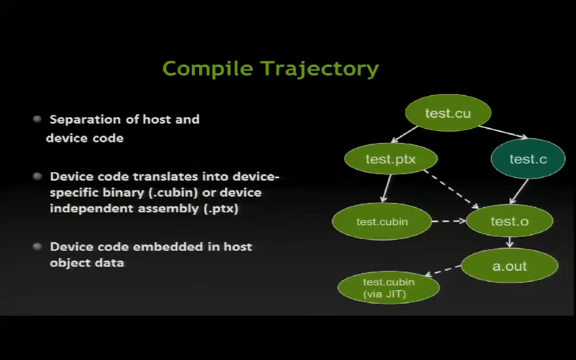 Compile Trajectory
Separation of host and
device code
Device code translates into device-
specific binary (.cubin) or device
independent assembly (.ptx)
Device code embedded in host
object data
test.cu
test.ptx
test.c
test.cubin
test.o
a.out
test.cubin
(via JIT)